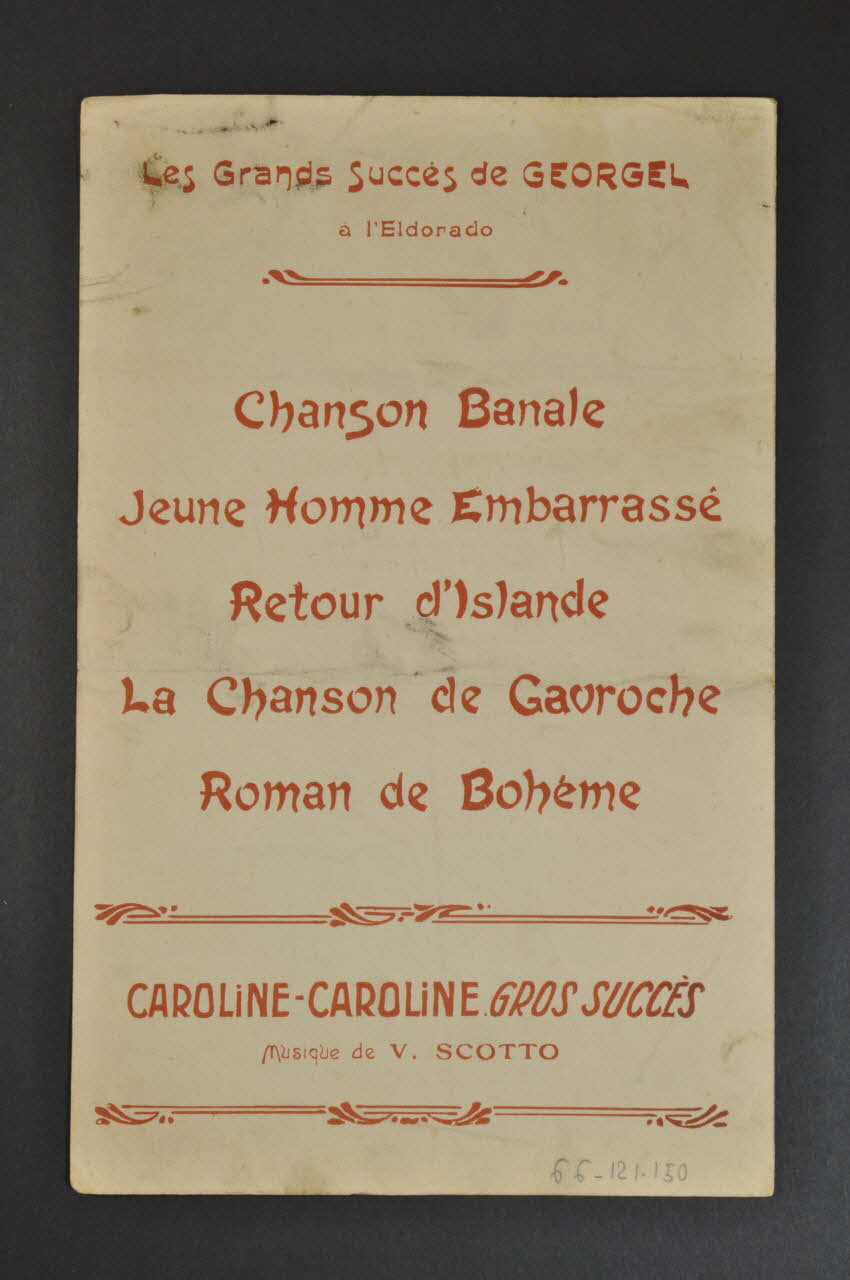 Les Grands Succès de GEORGEL
à l'Eldorado
Chanson Banale
Jeune Homme Embarrassé
Retour d'Islande
La Chanson de Gavroche
Roman de Bohème
CAROLiNE-CAROLiNE.GROS SUCCÈS
Musique de V. SCOTTO
66-121.150